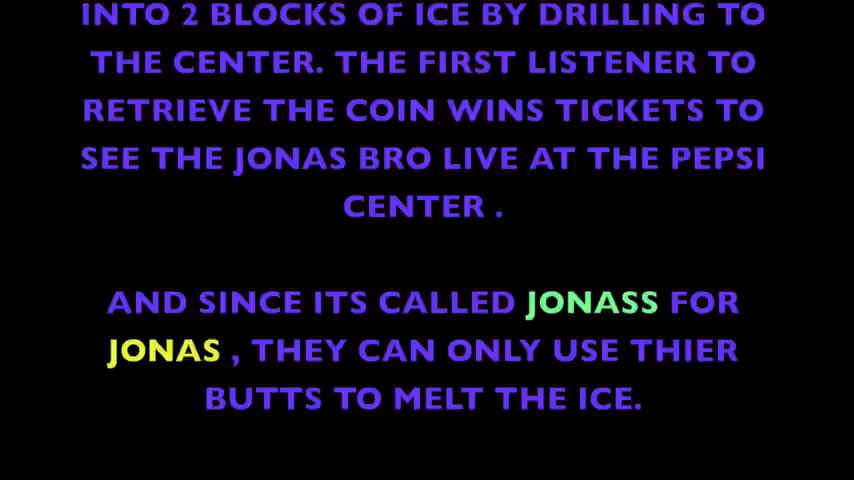 INTO 2 BLOCKS OF ICE BY DRILLING TO
THE CENTER. THE FIRST LISTENER TO
RETRIEVE THE COIN WINS TICKETS TO
SEE THE JONAS BRO LIVE AT THE PEPSI
CENTER .
AND SINCE ITS CALLED JONASS FOR
JONAS , THEY CAN ONLY USE THIER
BUTTS TO MELT THE ICE.